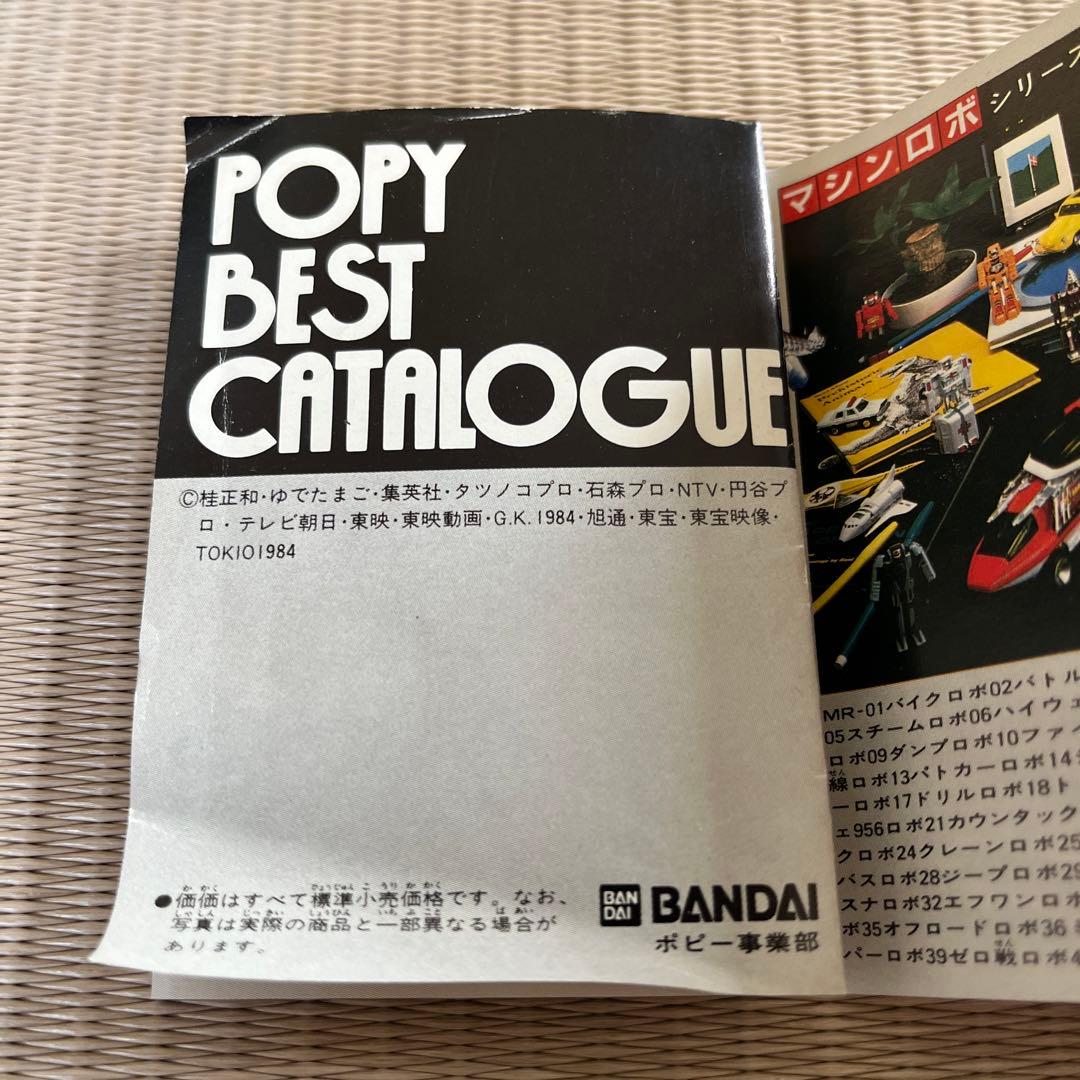 POPY
BEST
CATALOGUE
©桂正和・ゆでたまご・集英社・タツノコプロ・石森プロ・NTV・円谷プ
ロ・テレビ朝日・東映・東映動画・G.K.1984・旭通・東宝・東宝映像・
TOKIO1984
●価格はすべて標準小売価格です。なお、
写真は実際の商品と一部異なる場合が
あります。
BAN
DAI
BANDAI
ポピー事業部
マシンロボ シリーズ
Prehistoric
Animals
MR-01バイクロボ02バトル
05スチームロボ06ハイウェ
ロボ09ダンプロボ10ファイ
線ロボ13パトカーロボ14
ーロボ17ドリルロボ18ト
ェ956ロボ21カウンタック
クロボ24クレーンロボ25
バスロボ28ジープロボ29
スナロボ32エフワンロボ
ボ35オフロードロボ36
パーロボ39ゼロ戦ロボ